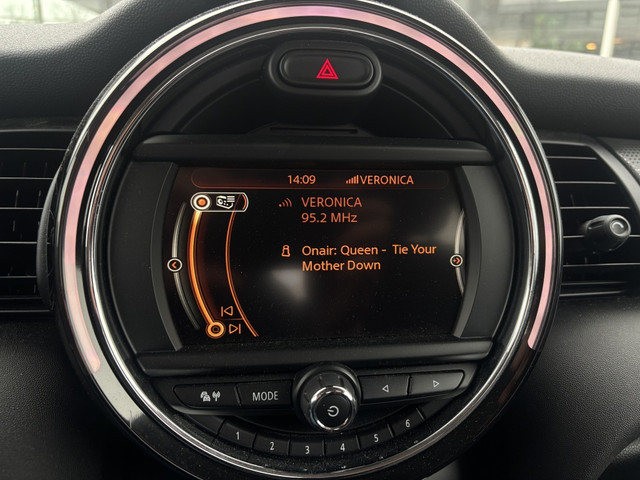 14:09 VERONICA
VERONICA
95.2 MHz
Onair: Queen - Tie Your
Mother Down
MODE
1 2 3 4 5 6